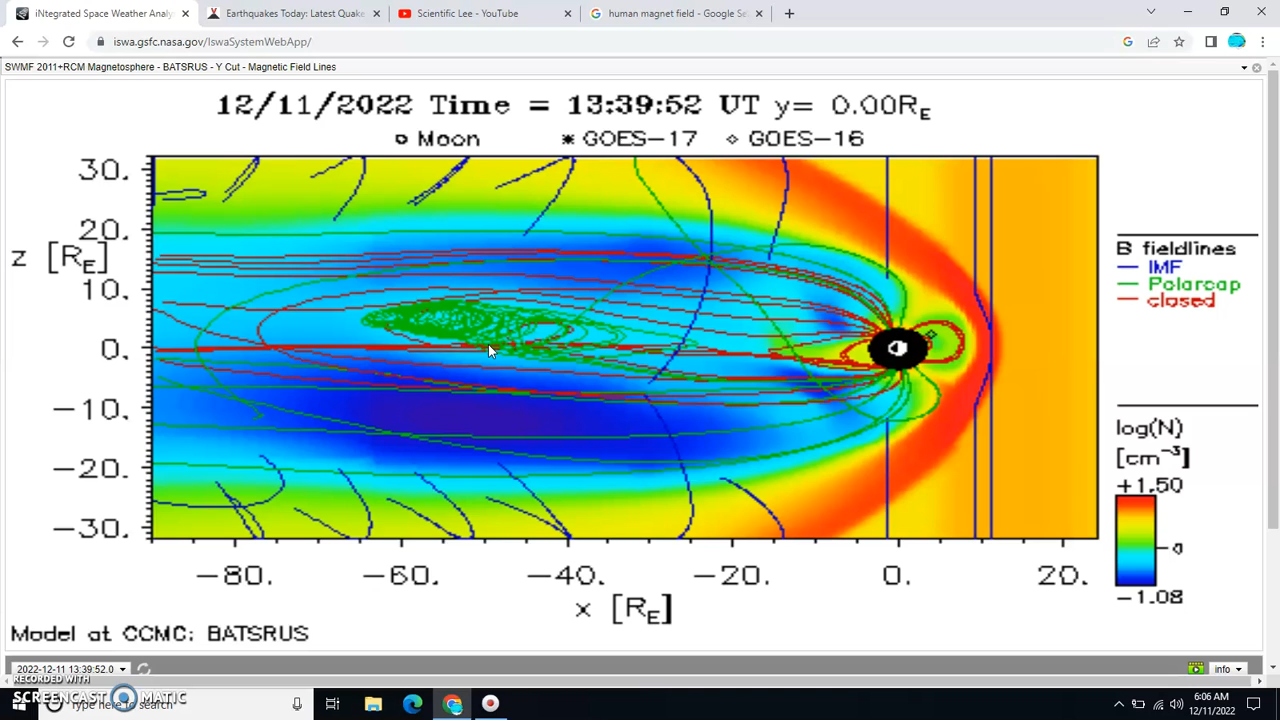 iNtegrated Space Weather Analy
Earthquakes Today: Latest Quake
Scientific Lee - YouTube
human magnet field - Google Se
iswa.gsfc.nasa.gov/IswaSystemWebApp/
SWMF 2011+RCM Magnetosphere - BATSRUS - Y Cut - Magnetic Field Lines
12/11/2022 Time = 13:39:52 UT y= 0.00RE
Moon GOES-17 GOES-16
30.
20.
z [RE]
10.
0.
-10.
-20.
-30.
-80. -60. -40. -20. 0. 20.
x [RE]
B fieldlines
IMF
Polarcap
closed
log(N)
[cm-3]
+1.50
-1.08
Model at CCMC: BATSRUS
2022-12-11 13:39:52.0
info
RECORDED WITH
SCREENCAST MATIC
Type here to search
6:06 AM
12/11/2022